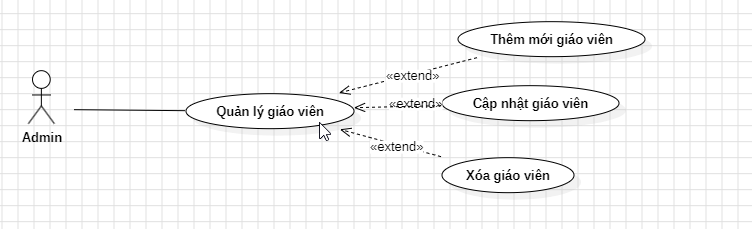 Thêm mới giáo viên
«extend»
Cập nhật giáo viên
«extend»
Quản lý giáo viên
Admin
«extend»
Xóa giáo viên